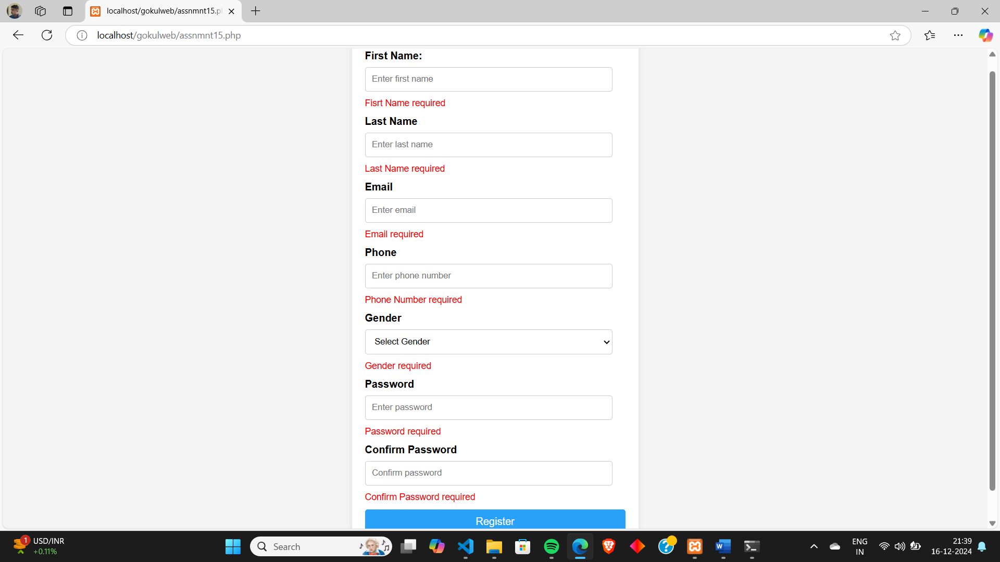 localhost/gokulweb/assnmnt15.p
localhost/gokulweb/assnmnt15.php
First Name:
Enter first name
Fisrt Name required
Last Name
Enter last name
Last Name required
Email
Enter email
Email required
Phone
Enter phone number
Phone Number required
Gender
Select Gender
Gender required
Password
Enter password
Password required
Confirm Password
Confirm password
Confirm Password required
Register
1
USD/INR
+0.11%
Search
ENG
IN
21:39
16-12-2024